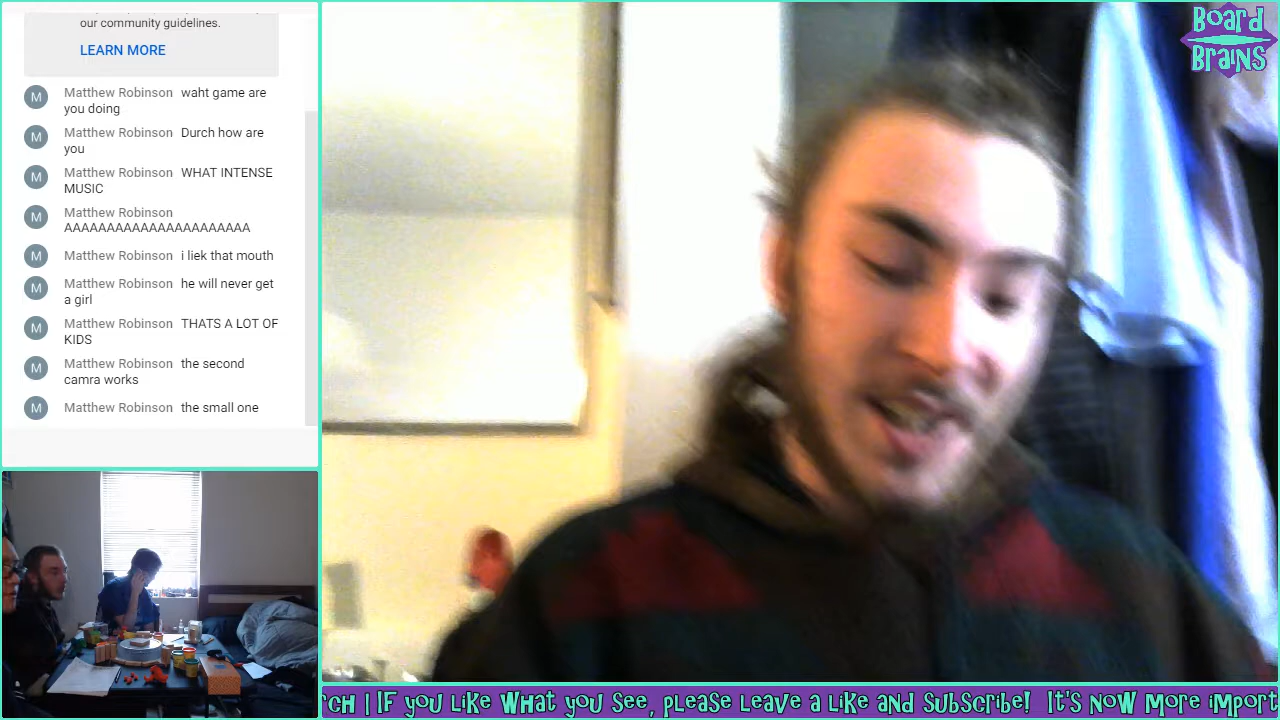 our community guidelines.
LEARN MORE
M Matthew Robinson waht game are
you doing
M Matthew Robinson Durch how are
you
M Matthew Robinson WHAT INTENSE
MUSIC
M Matthew Robinson
AAAAAAAAAAAAAAAAAAAAAA
M Matthew Robinson i liek that mouth
M Matthew Robinson he will never get
a girl
M Matthew Robinson THATS A LOT OF
KIDS
M Matthew Robinson the second
camra works
M Matthew Robinson the small one
Board
BRAINS
CH | IF you Like What you See, please Leave a Like and Subscribe! It's Now More import